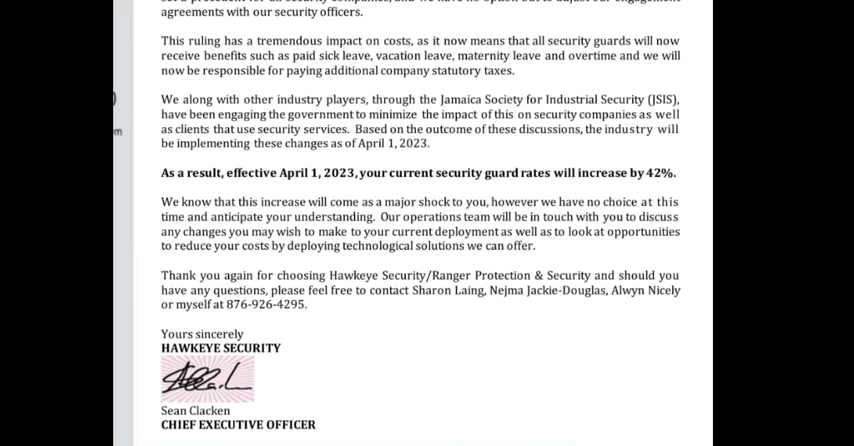 agreements with our security officers.
This ruling has a tremendous impact on costs, as it now means that all security guards will now
receive benefits such as paid sick leave, vacation leave, maternity leave and overtime and we will
now be responsible for paying additional company statutory taxes.
We along with other industry players, through the Jamaica Society for Industrial Security (JSIS),
have been engaging the government to minimize the impact of this on security companies as well
as clients that use security services. Based on the outcome of these discussions, the industry will
be implementing these changes as of April 1, 2023.
As a result, effective April 1, 2023, your current security guard rates will increase by 42%.
We know that this increase will come as a major shock to you, however we have no choice at this
time and anticipate your understanding. Our operations team will be in touch with you to discuss
any changes you may wish to make to your current deployment as well as to look at opportunities
to reduce your costs by deploying technological solutions we can offer.
Thank you again for choosing Hawkeye Security/Ranger Protection & Security and should you
have any questions, please feel free to contact Sharon Laing, Nejma Jackie-Douglas, Alwyn Nicely
or myself at 876-926-4295.
Yours sincerely
HAWKEYE SECURITY
Sean Clacken
CHIEF EXECUTIVE OFFICER